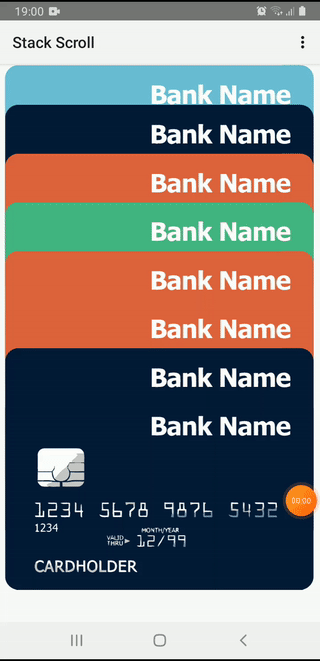 19:00
Stack Scroll
Bank Name
Bank Name
Bank Name
Bank Name
Bank Name
Bank Name
Bank Name
Bank Name
1234 5678 9876 5432
1234
MONTH/YEAR
VALID THRU 12/99
CARDHOLDER
00:00